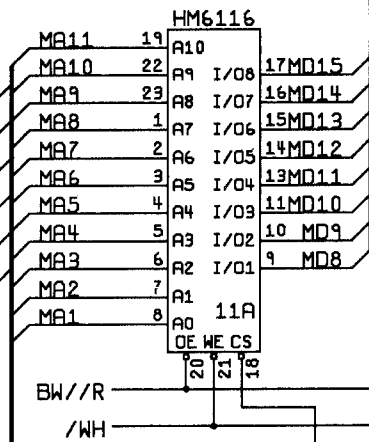 HM6116
MA11 19 A10
MA10 22 A9 I/O8 17 MD15
MA9 23 A8 I/O7 16 MD14
MA8 1 A7 I/O6 15 MD13
MA7 2 A6 I/O5 14 MD12
MA6 3 A5 I/O4 13 MD11
MA5 4 A4 I/O3 11 MD10
MA4 5 A3 I/O2 10 MD9
MA3 6 A2 I/O1 9 MD8
MA2 7 A1
MA1 8 A0 11A
OE WE CS
20 21 18
BW//R
/WH